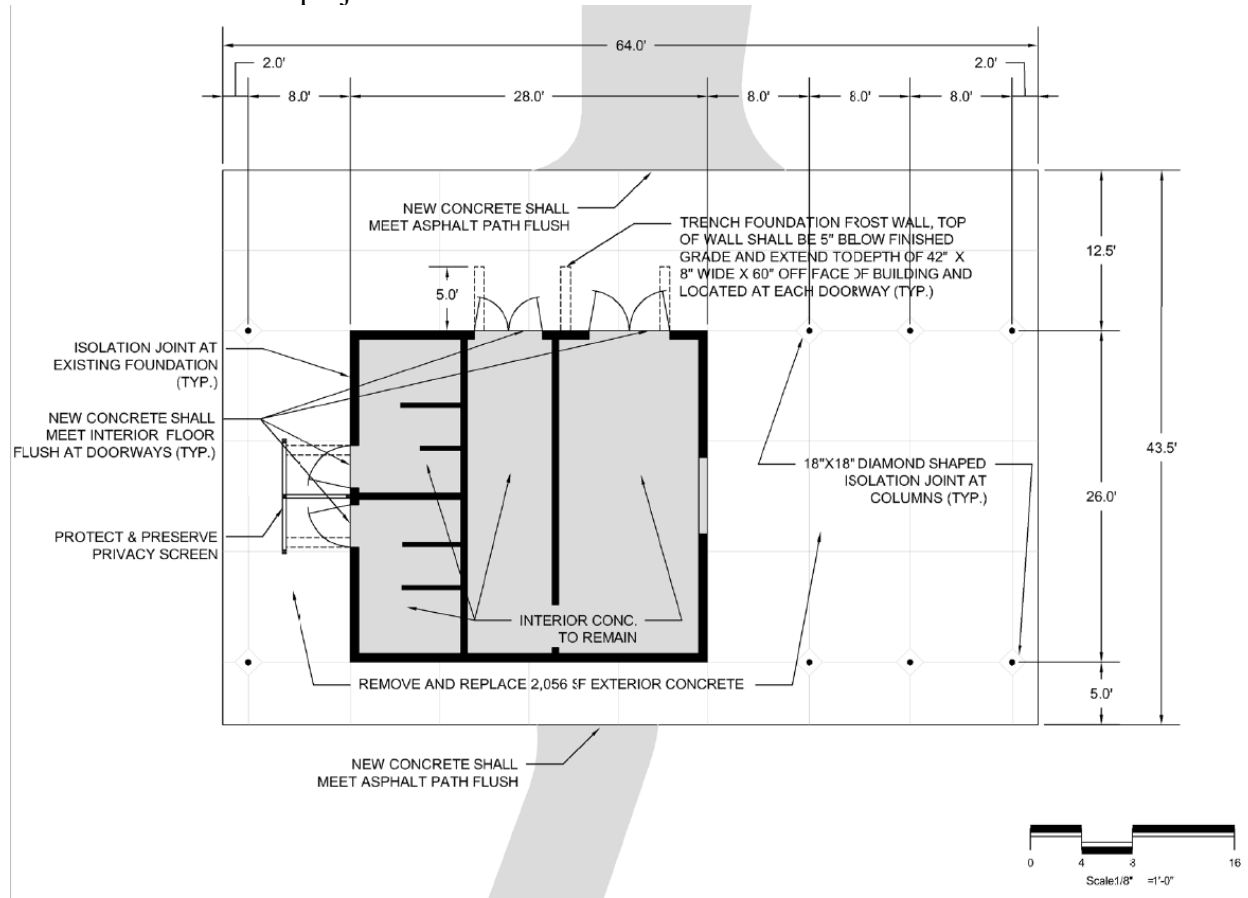 64.0'
2.0'
2.0'
8.0'
28.0'
8.0'
8.0'
8.0'
NEW CONCRETE SHALL
MEET ASPHALT PATH FLUSH
TRENCH FOUNDATION FROST WALL, TOP
OF WALL SHALL BE 5" BELOW FINISHED
GRADE AND EXTEND TO DEPTH OF 42" X
8" WIDE X 60" OFF FACE OF BUILDING AND
LOCATED AT EACH DOORWAY (TYP.)
12.5'
5.0'
ISOLATION JOINT AT
EXISTING FOUNDATION
(TYP.)
NEW CONCRETE SHALL
MEET INTERIOR FLOOR
FLUSH AT DOORWAYS (TYP.)
43.5'
18"X18" DIAMOND SHAPED
ISOLATION JOINT AT
COLUMNS (TYP.)
26.0'
PROTECT & PRESERVE
PRIVACY SCREEN
INTERIOR CONC.
TO REMAIN
REMOVE AND REPLACE 2,056 SF EXTERIOR CONCRETE
5.0'
NEW CONCRETE SHALL
MEET ASPHALT PATH FLUSH
0 4 8 16
Scale:1/8" =1'-0"